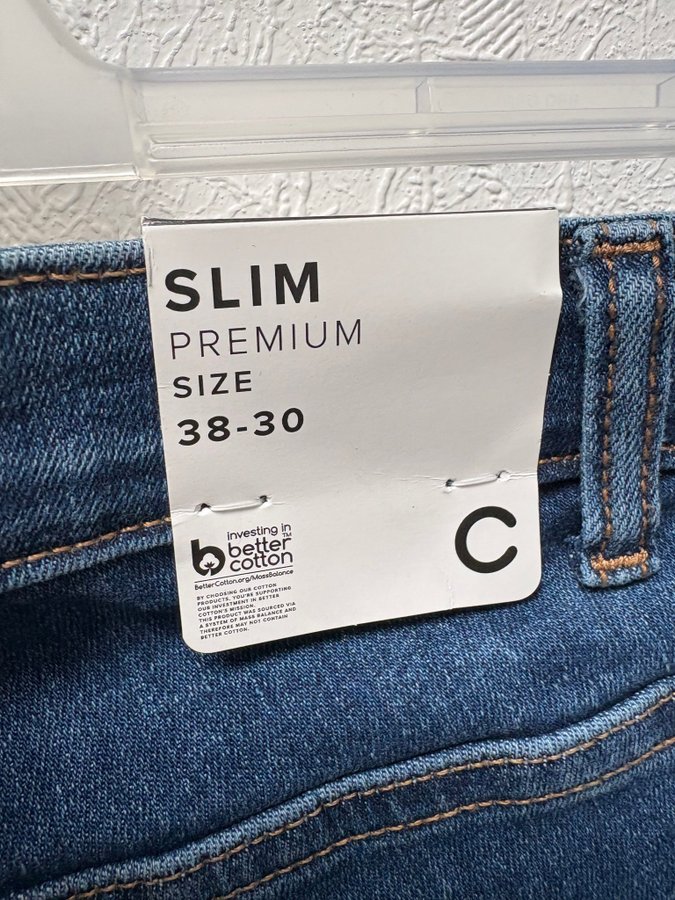 SLIM
PREMIUM
SIZE
38-30
investing in
better™
cotton
BetterCotton.org/MassBalance
BY CHOOSING OUR COTTON
PRODUCTS, YOU'RE SUPPORTING
OUR INVESTMENT IN BETTER
COTTON'S MISSION.
THIS PRODUCT WAS SOURCED VIA
A SYSTEM OF MASS BALANCE AND
THEREFORE MAY NOT CONTAIN
BETTER COTTON.
C